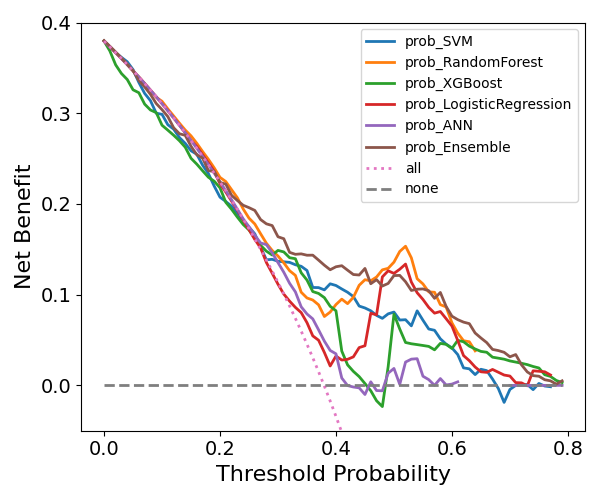 0.4
0.3
0.2
0.1
0.0
Net Benefit
prob_SVM
prob_RandomForest
prob_XGBoost
prob_LogisticRegression
prob_ANN
prob_Ensemble
all
none
0.0 0.2 0.4 0.6 0.8
Threshold Probability